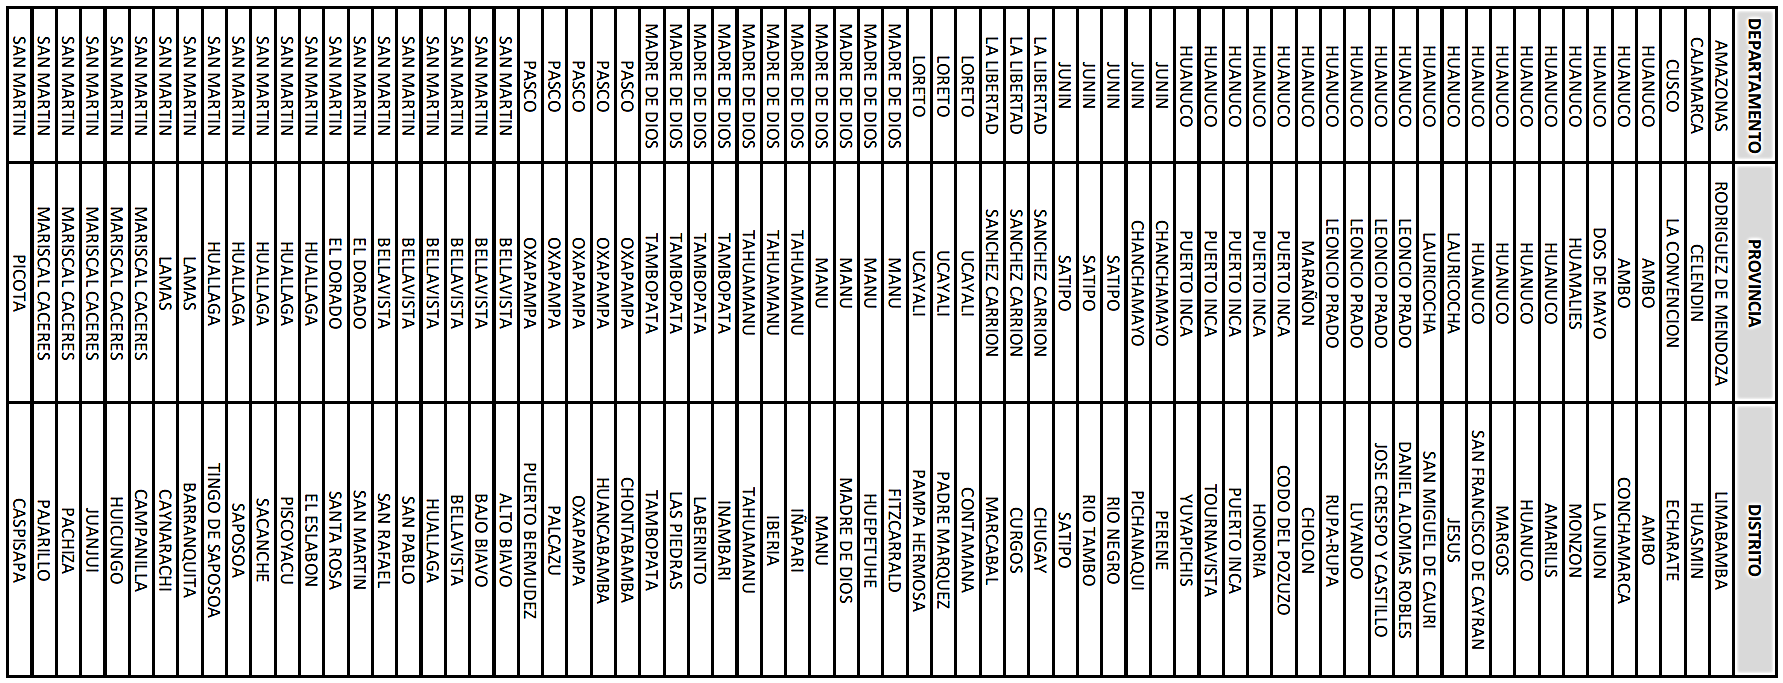 DEPARTAMENTO PROVINCIA DISTRITO
AMAZONAS RODRIGUEZ DE MENDOZA LIMABAMBA
CAJAMARCA CELENDIN HUASMIN
CUSCO LA CONVENCION ECHARATE
HUANUCO AMBO AMBO
HUANUCO AMBO CONCHAMARCA
HUANUCO DOS DE MAYO LA UNION
HUANUCO HUAMALIES MONZON
HUANUCO HUANUCO AMARILIS
HUANUCO HUANUCO HUANUCO
HUANUCO HUANUCO MARGOS
HUANUCO HUANUCO SAN FRANCISCO DE CAYRAN
HUANUCO LAURICOCHA JESUS
HUANUCO LAURICOCHA SAN MIGUEL DE CAURI
HUANUCO LEONCIO PRADO DANIEL ALOMIAS ROBLES
HUANUCO LEONCIO PRADO JOSE CRESPO Y CASTILLO
HUANUCO LEONCIO PRADO LUYANDO
HUANUCO LEONCIO PRADO RUPA-RUPA
HUANUCO MARAÑON CHOLON
HUANUCO PUERTO INCA CODO DEL POZUZO
HUANUCO PUERTO INCA HONORIA
HUANUCO PUERTO INCA PUERTO INCA
HUANUCO PUERTO INCA TOURNAVISTA
HUANUCO PUERTO INCA YUYAPICHIS
JUNIN CHANCHAMAYO PERENE
JUNIN CHANCHAMAYO PICHANAQUI
JUNIN SATIPO RIO NEGRO
JUNIN SATIPO RIO TAMBO
JUNIN SATIPO SATIPO
LA LIBERTAD SANCHEZ CARRION CHUGAY
LA LIBERTAD SANCHEZ CARRION CURGOS
LA LIBERTAD SANCHEZ CARRION MARCABAL
LORETO UCAYALI CONTAMANA
LORETO UCAYALI PADRE MARQUEZ
LORETO UCAYALI PAMPA HERMOSA
MADRE DE DIOS MANU FITZCARRALD
MADRE DE DIOS MANU HUEPETUHE
MADRE DE DIOS MANU MADRE DE DIOS
MADRE DE DIOS MANU MANU
MADRE DE DIOS TAHUAMANU IÑAPARI
MADRE DE DIOS TAHUAMANU IBERIA
MADRE DE DIOS TAHUAMANU TAHUAMANU
MADRE DE DIOS TAMBOPATA INAMBARI
MADRE DE DIOS TAMBOPATA LABERINTO
MADRE DE DIOS TAMBOPATA LAS PIEDRAS
MADRE DE DIOS TAMBOPATA TAMBOPATA
PASCO OXAPAMPA CHONTABAMBA
PASCO OXAPAMPA HUANCABAMBA
PASCO OXAPAMPA OXAPAMPA
PASCO OXAPAMPA PALCAZU
PASCO OXAPAMPA PUERTO BERMUDEZ
SAN MARTIN BELLAVISTA ALTO BIAVO
SAN MARTIN BELLAVISTA BAJO BIAVO
SAN MARTIN BELLAVISTA BELLAVISTA
SAN MARTIN BELLAVISTA HUALLAGA
SAN MARTIN BELLAVISTA SAN PABLO
SAN MARTIN BELLAVISTA SAN RAFAEL
SAN MARTIN EL DORADO SAN MARTIN
SAN MARTIN EL DORADO SANTA ROSA
SAN MARTIN HUALLAGA EL ESLABON
SAN MARTIN HUALLAGA PISCOYACU
SAN MARTIN HUALLAGA SACANCHE
SAN MARTIN HUALLAGA SAPOSOA
SAN MARTIN HUALLAGA TINGO DE SAPOSOA
SAN MARTIN LAMAS BARRANQUITA
SAN MARTIN LAMAS CAYNARACHI
SAN MARTIN MARISCAL CACERES CAMPANILLA
SAN MARTIN MARISCAL CACERES HUICUNGO
SAN MARTIN MARISCAL CACERES JUANJUI
SAN MARTIN MARISCAL CACERES PACHIZA
SAN MARTIN MARISCAL CACERES PAJARILLO
SAN MARTIN PICOTA CASPISAPA